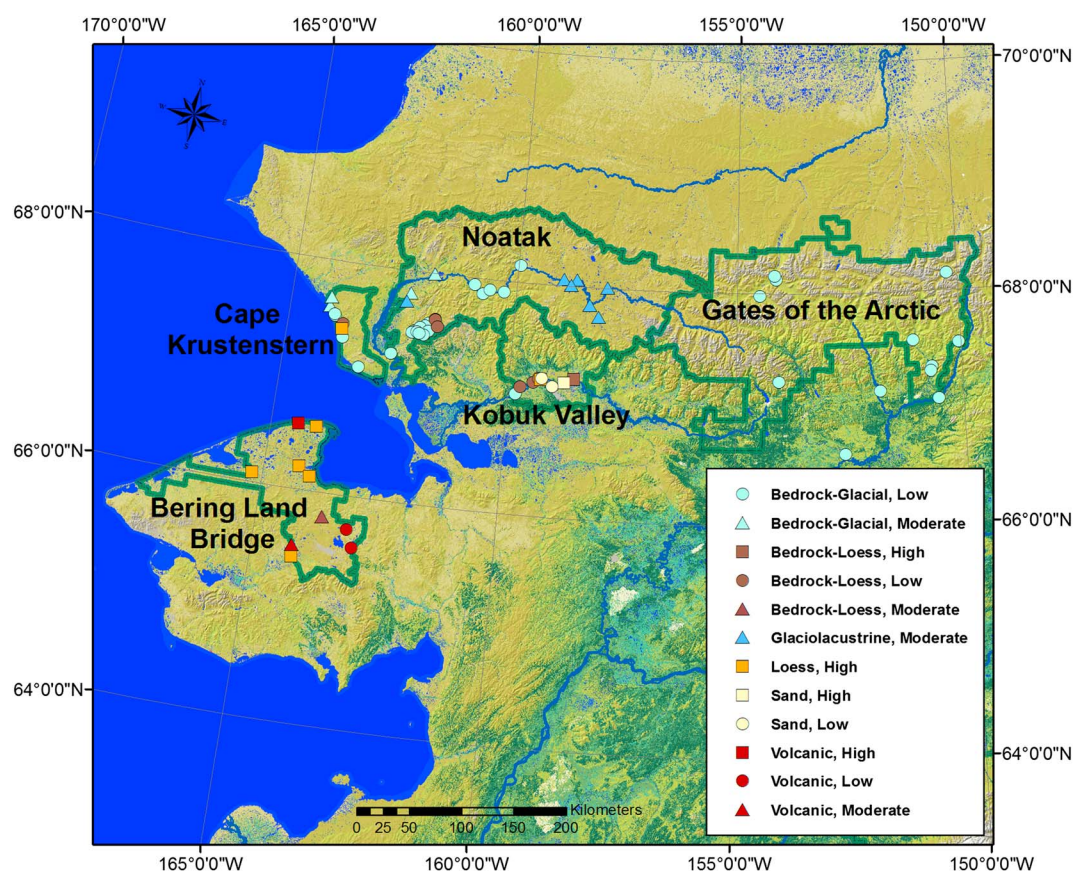 170°0'0"W 165°0'0"W 160°0'0"W 155°0'0"W 150°0'0"W
70°0'0"N
N
W E
S
68°0'0"N
Noatak
68°0'0"N
Gates of the Arctic
Cape
Krustenstern
Kobuk Valley
66°0'0"N
Bering Land
Bridge
66°0'0"N
Bedrock-Glacial, Low
Bedrock-Glacial, Moderate
Bedrock-Loess, High
Bedrock-Loess, Low
Bedrock-Loess, Moderate
Glaciolacustrine, Moderate
Loess, High
Sand, High
Sand, Low
Volcanic, High
Volcanic, Low
Volcanic, Moderate
64°0'0"N
64°0'0"N
Kilometers
0 25 50 100 150 200
165°0'0"W 160°0'0"W 155°0'0"W 150°0'0"W